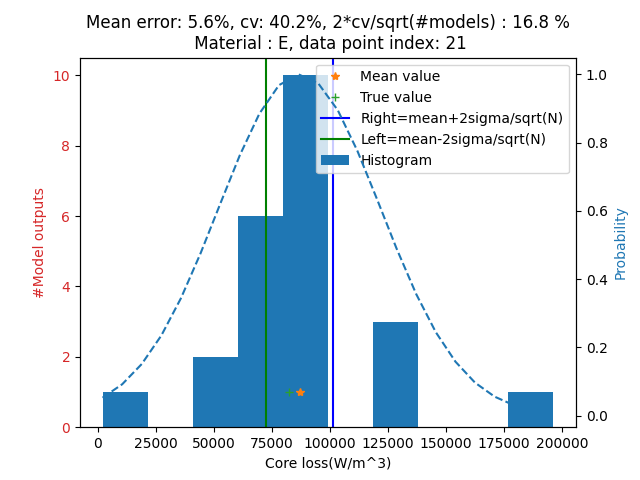 Mean error: 5.6%, cv: 40.2%, 2*cv/sqrt(#models) : 16.8 %
Material : E, data point index: 21
Mean value
True value
Right=mean+2sigma/sqrt(N)
Left=mean-2sigma/sqrt(N)
Histogram
#Model outputs
10
8
6
4
2
0
Probability
1.0
0.8
0.6
0.4
0.2
0.0
0 25000 50000 75000 100000 125000 150000 175000 200000
Core loss(W/m^3)